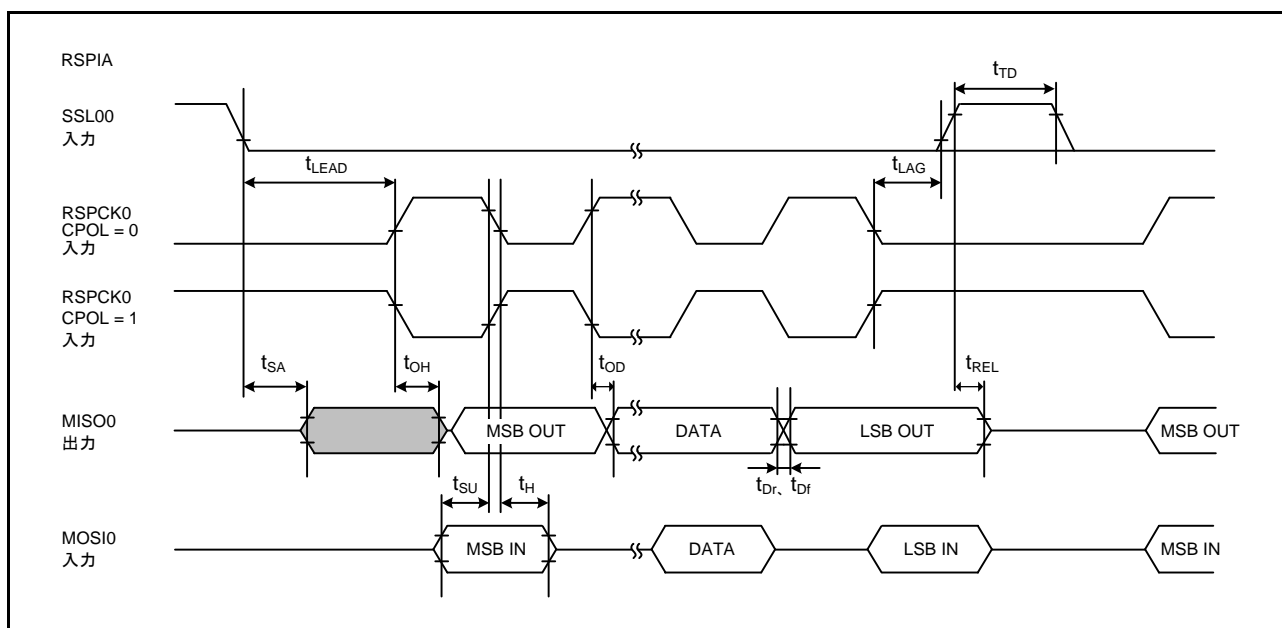 RSPIA
SSL00
入力
t_TD
t_LEAD
t_LAG
RSPCK0
CPOL = 0
入力
RSPCK0
CPOL = 1
入力
t_SA
t_OH
t_OD
t_REL
MISO0
出力
MSB OUT
DATA
LSB OUT
MSB OUT
t_SU
t_H
t_Dr、t_Df
MOSI0
入力
MSB IN
DATA
LSB IN
MSB IN